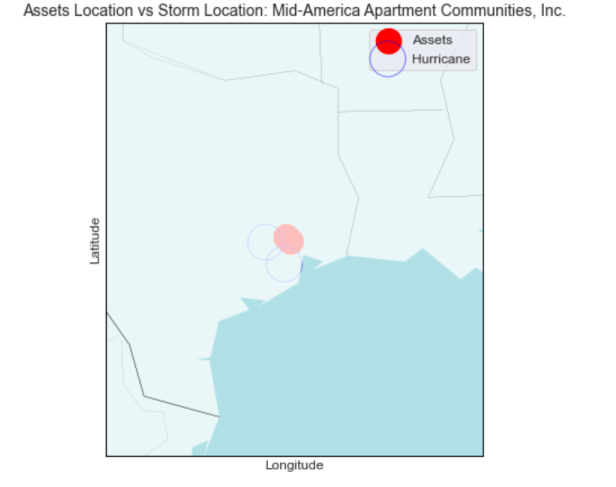 Assets Location vs Storm Location: Mid-America Apartment Communities, Inc.
Assets
Hurricane
Latitude
Longitude